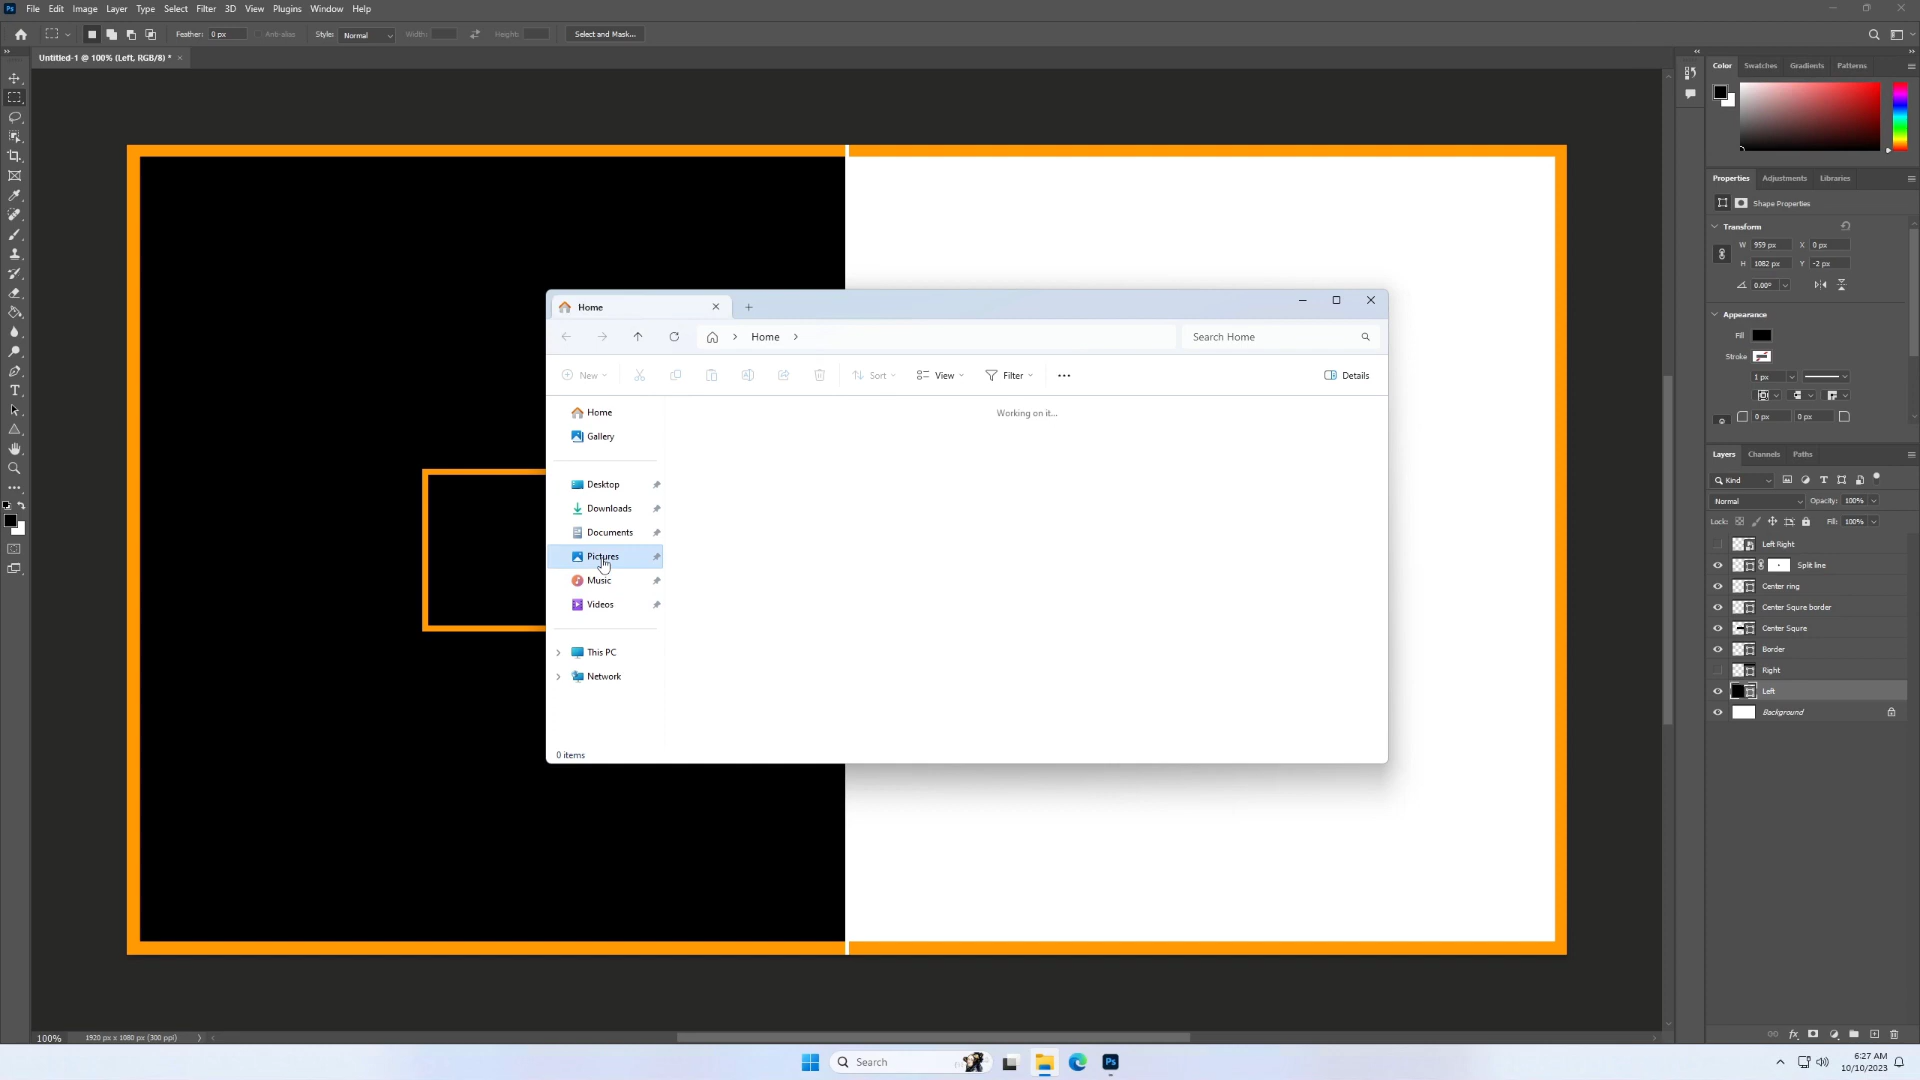 Ps File Edit Image Layer Type Select Filter 3D View Plugins Window Help
Feather: 0 px Anti-alias Style: Normal Width: Height: Select and Mask...
Untitled-1 @ 100% (Left, RGB/8) * ×
Color Swatches Gradients Patterns
Properties Adjustments Libraries
Shape Properties
Transform
W 959 px X 0 px
H 1082 px Y -2 px
0.00°
Appearance
Fill
Stroke
1 px
0 px 0 px
Layers Channels Paths
Kind
Normal Opacity: 100%
Lock: Fill: 100%
Left Right
Split line
Center ring
Center Squre border
Center Squre
Border
Right
Left
Background
Home
Home Search Home
New Sort View Filter Details
Home
Gallery
Desktop
Downloads
Documents
Pictures
Music
Videos
This PC
Network
Working on it...
0 items
100% 1920 px x 1080 px (300 ppi)
Search Ps
6:27 AM
10/10/2023